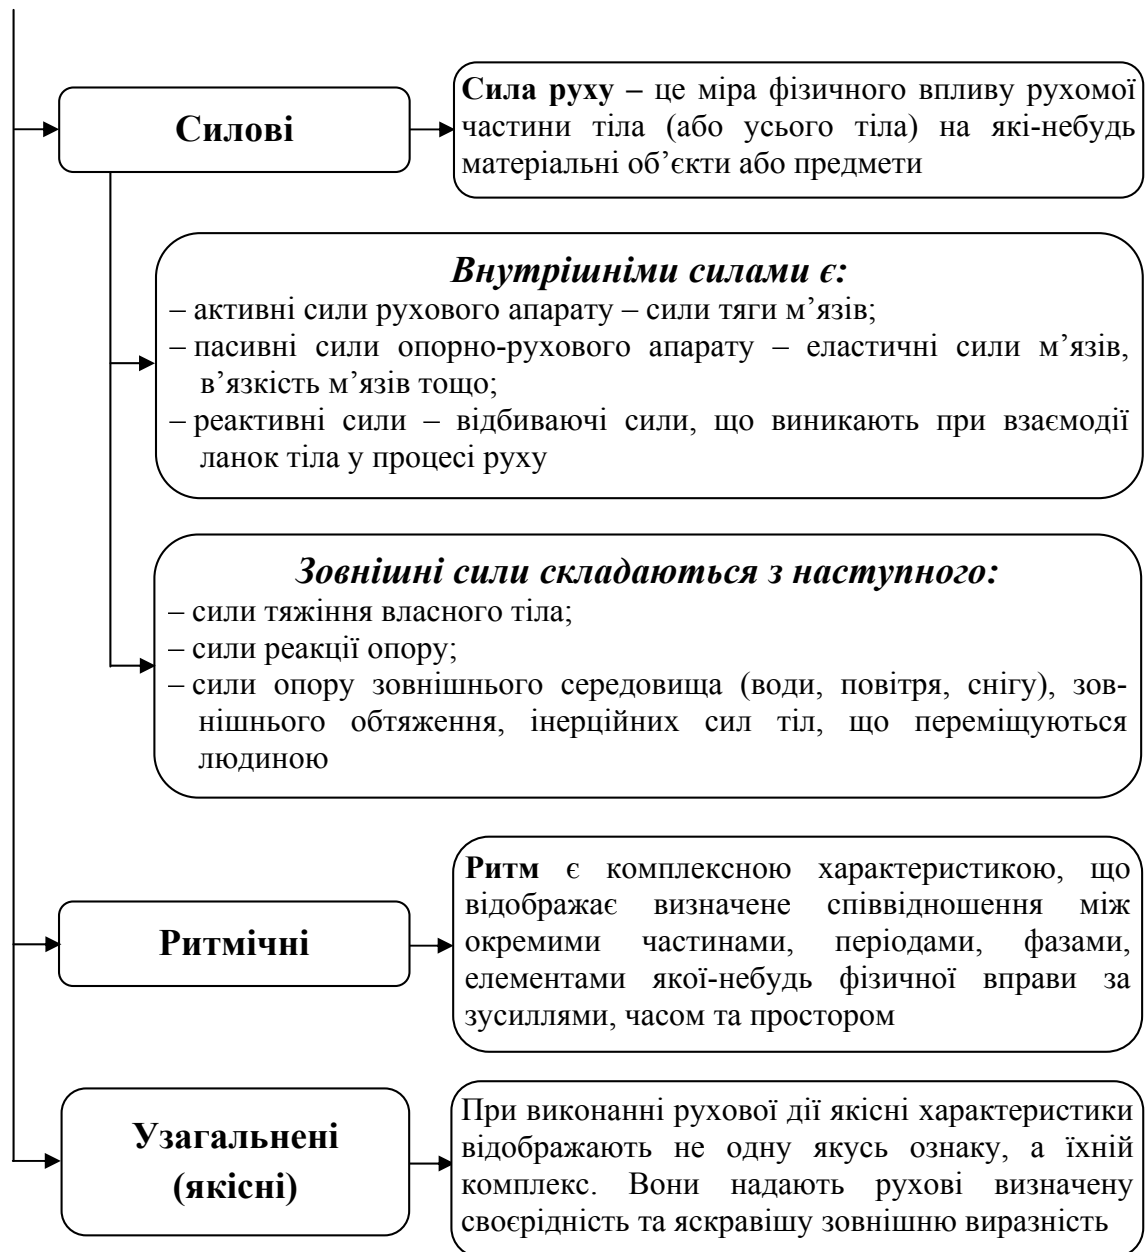 Силові
Сила руху – це міра фізичного впливу рухомої
частини тіла (або усього тіла) на які-небудь
матеріальні об’єкти або предмети
Внутрішніми силами є:
– активні сили рухового апарату – сили тяги м’язів;
– пасивні сили опорно-рухового апарату – еластичні сили м’язів,
в’язкість м’язів тощо;
– реактивні сили – відбиваючі сили, що виникають при взаємодії
ланок тіла у процесі руху
Зовнішні сили складаються з наступного:
– сили тяжіння власного тіла;
– сили реакції опору;
– сили опору зовнішнього середовища (води, повітря, снігу), зов-
нішнього обтяження, інерційних сил тіл, що переміщуються
людиною
Ритмічні
Ритм є комплексною характеристикою, що
відображає визначене співвідношення між
окремими частинами, періодами, фазами,
елементами якої-небудь фізичної вправи за
зусиллями, часом та простором
Узагальнені
(якісні)
При виконанні рухової дії якісні характеристики
відображають не одну якусь ознаку, а їхній
комплекс. Вони надають рухові визначену
своєрідність та яскравішу зовнішню виразність